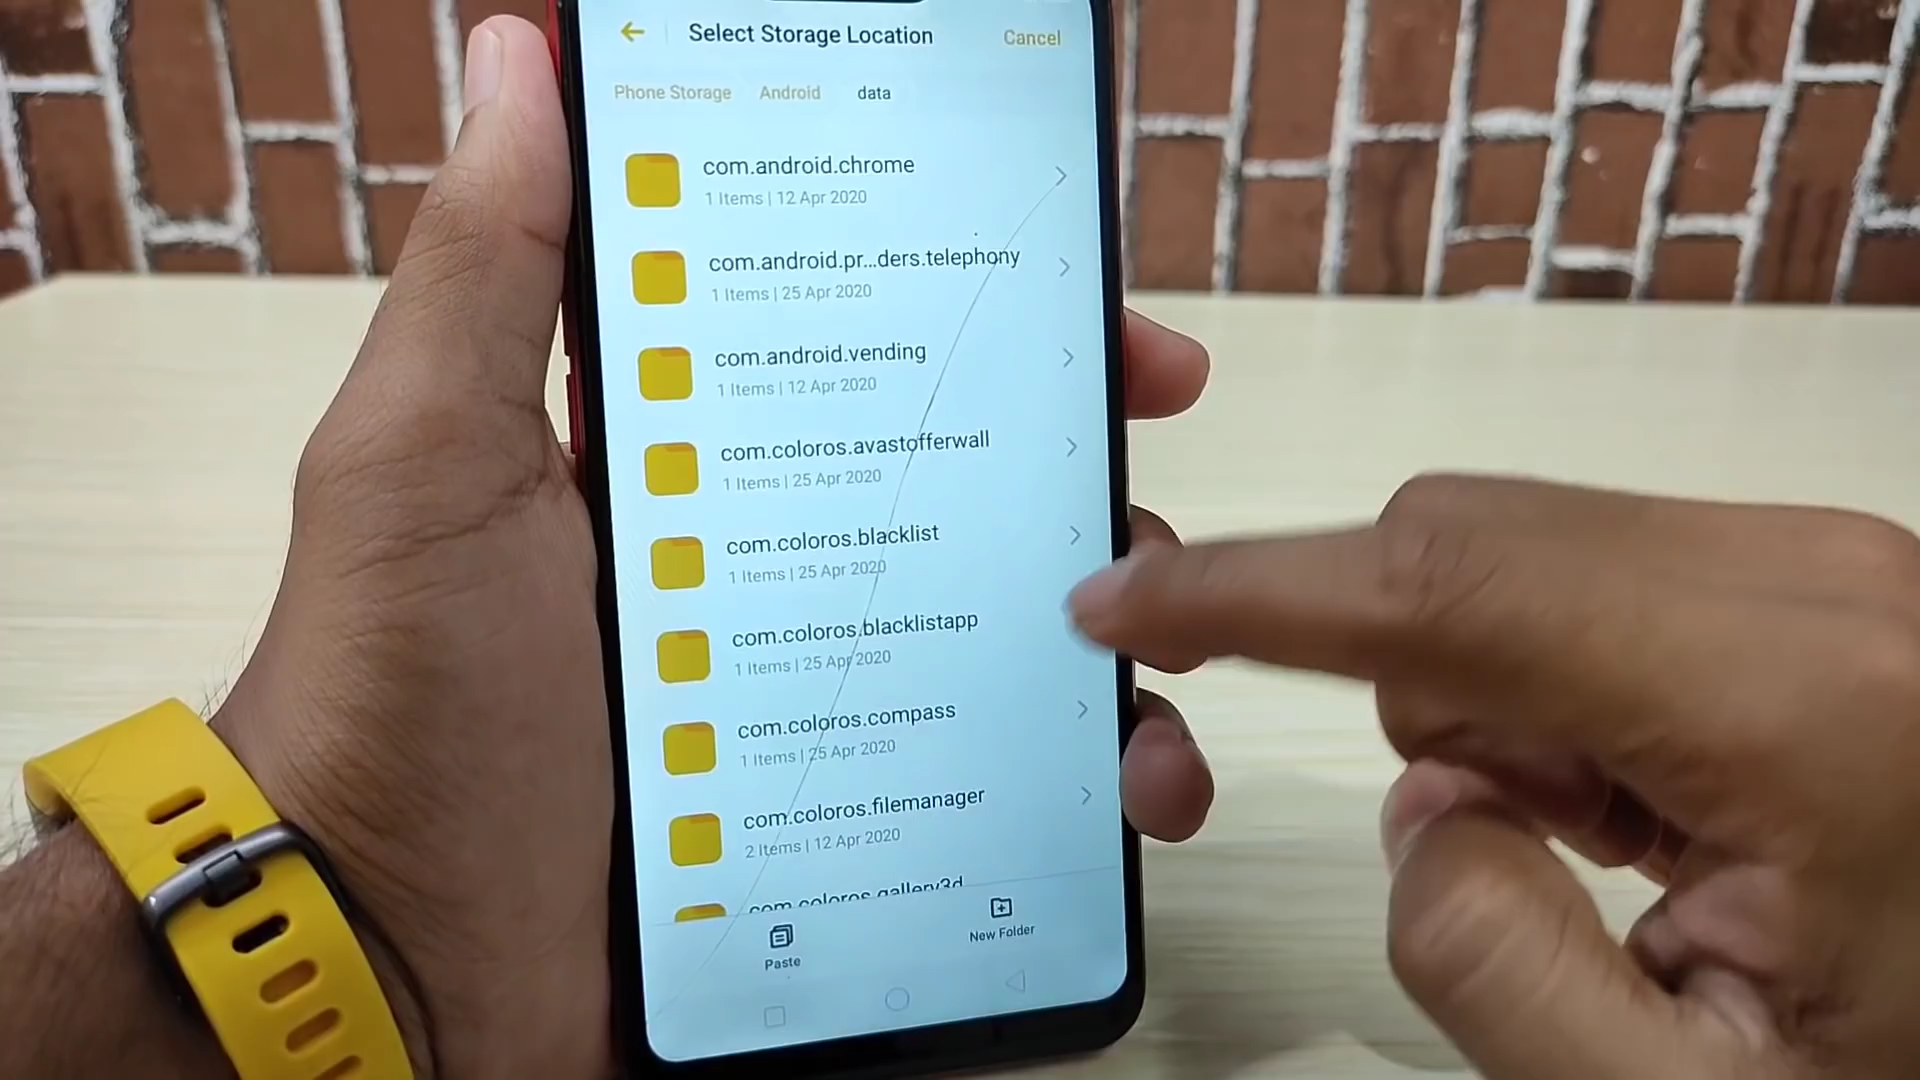 Select Storage Location
Cancel
Phone Storage Android data
com.android.chrome
1 Items | 12 Apr 2020
com.android.pr...ders.telephony
1 Items | 25 Apr 2020
com.android.vending
1 Items | 12 Apr 2020
com.coloros.avastofferwall
1 Items | 25 Apr 2020
com.coloros.blacklist
1 Items | 25 Apr 2020
com.coloros.blacklistapp
1 Items | 25 Apr 2020
com.coloros.compass
1 Items | 25 Apr 2020
com.coloros.filemanager
2 Items | 12 Apr 2020
com.coloros.gallery3d
Paste
New Folder